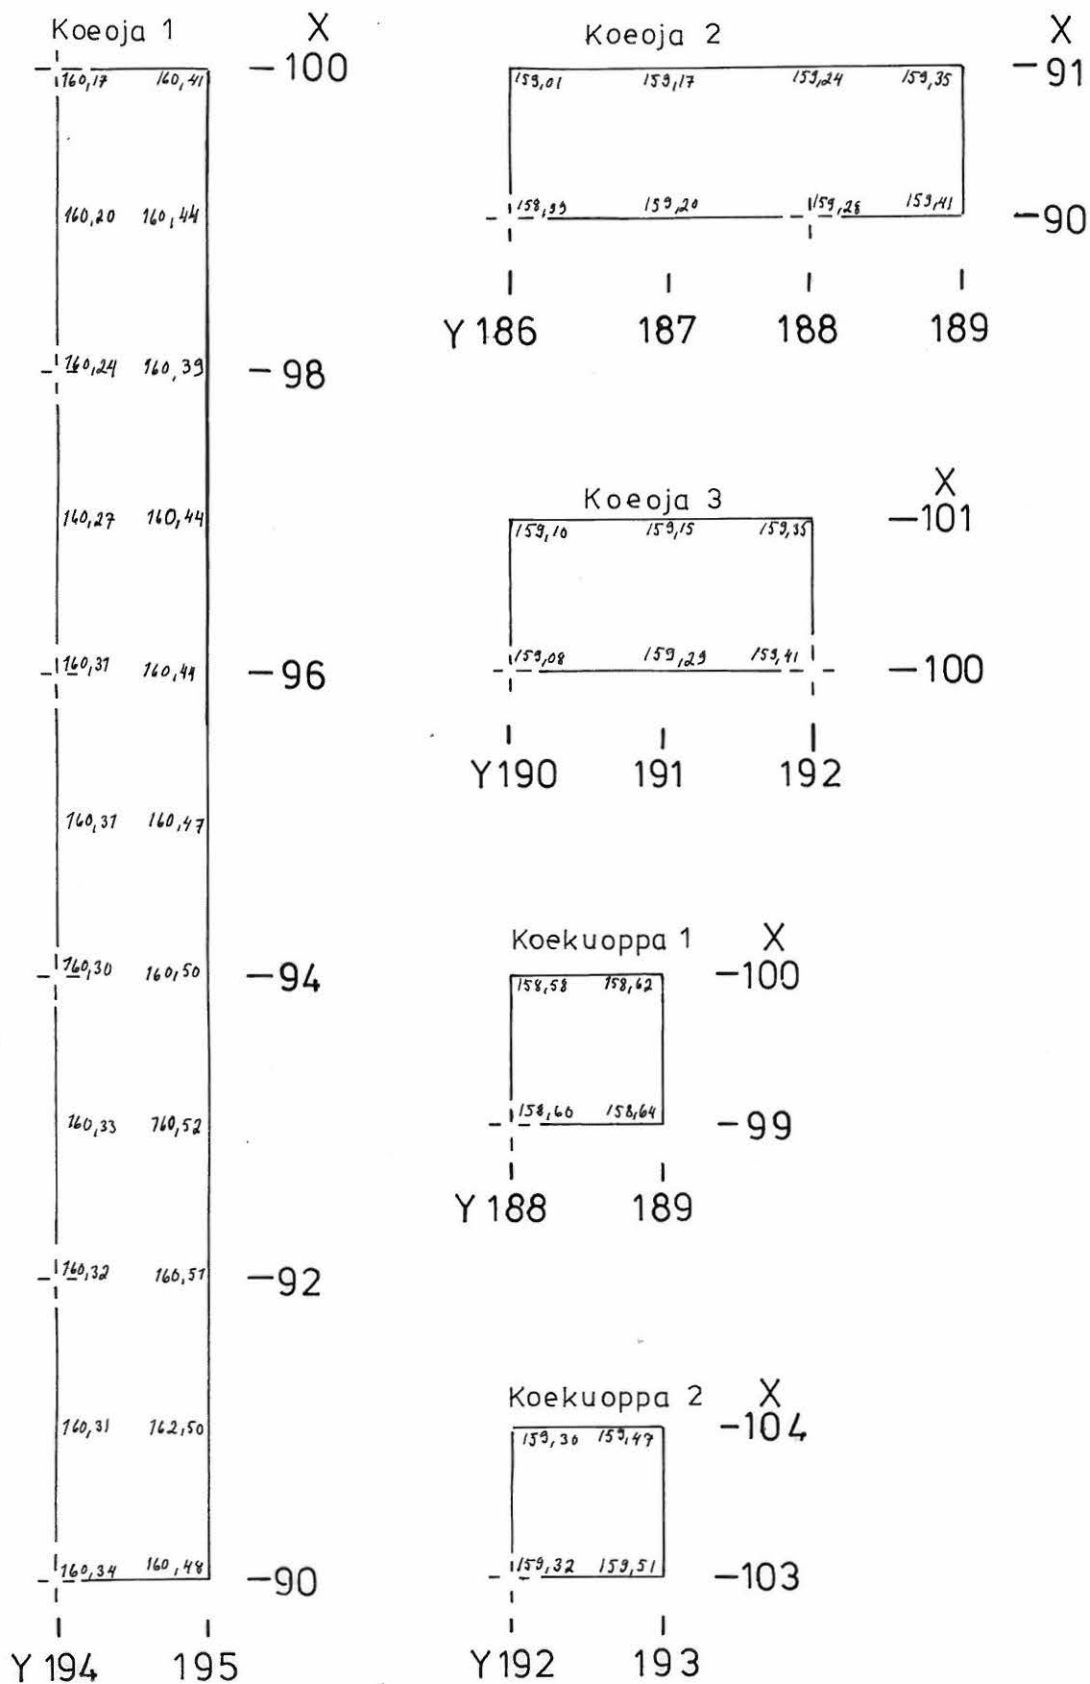 Koeoja 1 X
160,17 160,41 -100
160,20 160,44
160,24 160,39 -98
160,27 160,44
160,31 160,44 -96
160,31 160,47
160,30 160,50 -94
160,33 160,52
160,32 160,51 -92
160,31 162,50
160,34 160,48 -90
Y 194 195
Koeoja 2 X
159,01 159,17 159,24 159,35 -91
158,99 159,20 159,28 159,41 -90
Y 186 187 188 189
Koeoja 3 X
159,10 159,15 159,35 -101
159,08 159,29 159,41 -100
Y 190 191 192
Koekuoppa 1 X
158,58 158,62 -100
158,60 158,64 -99
Y 188 189
Koekuoppa 2 X
159,30 159,47 -104
159,32 159,51 -103
Y 192 193